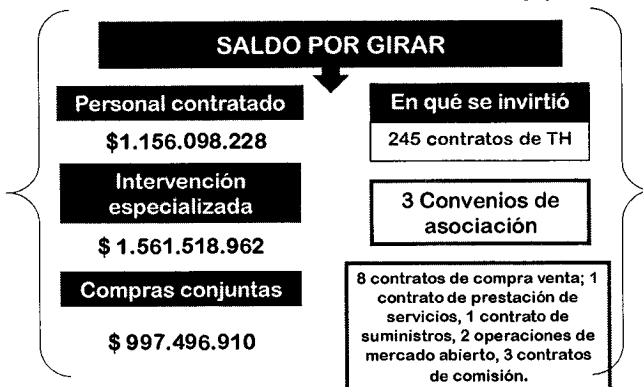 SALDO POR GIRAR
Personal contratado
$1.156.098.228
Intervención
especializada
$ 1.561.518.962
Compras conjuntas
$ 997.496.910
En qué se invirtió
245 contratos de TH
3 Convenios de
asociación
8 contratos de compra venta; 1
contrato de prestación de
servicios, 1 contrato de
suministros, 2 operaciones de
mercado abierto, 3 contratos
de comisión.